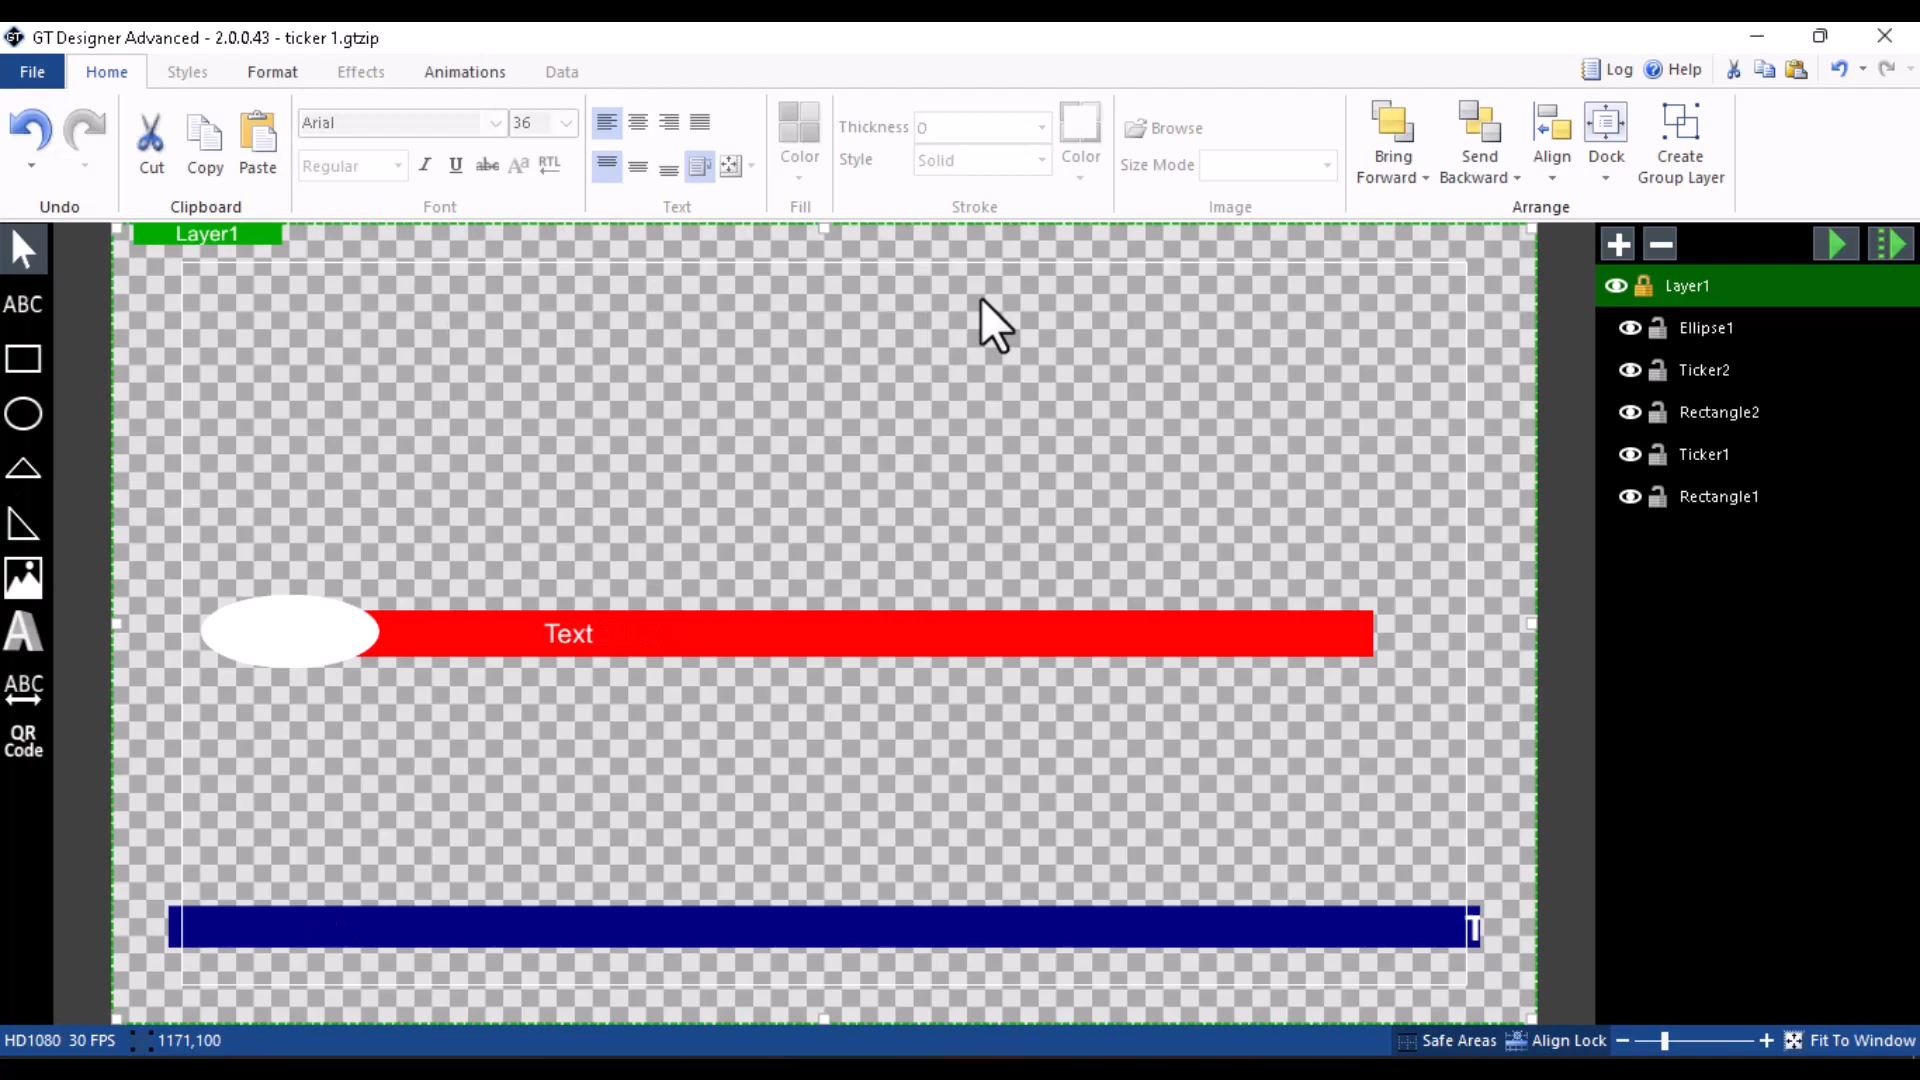 GT Designer Advanced - 2.0.0.43 - ticker 1.gtzip
File Home Styles Format Effects Animations Data Log Help
Arial 36
Regular
ABC
Aa
RTL
Cut Copy Paste
Color
Thickness 0
Style Solid
Color
Browse
Size Mode
Bring Forward
Send Backward
Align
Dock
Create Group Layer
Undo Clipboard Font Text Fill Stroke Image Arrange
Layer1
ABC
ABC
QR
Code
Text
T
Layer1
Ellipse1
Ticker2
Rectangle2
Ticker1
Rectangle1
HD1080 30 FPS 1171,100 Safe Areas Align Lock Fit To Window